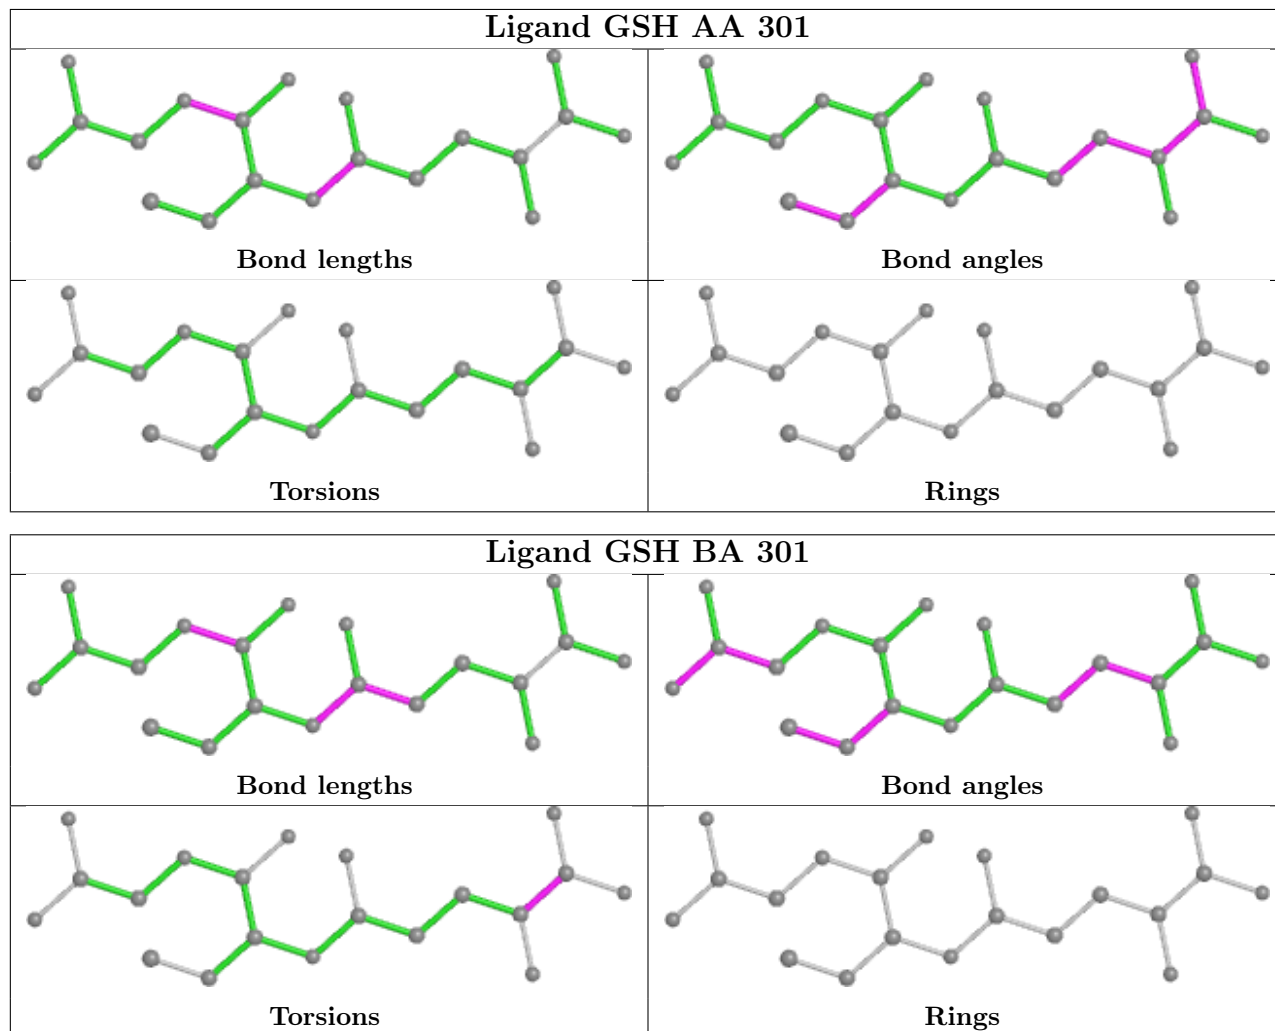 Ligand GSH AA 301
Bond lengths
Bond angles
Torsions
Rings
Ligand GSH BA 301
Bond lengths
Bond angles
Torsions
Rings